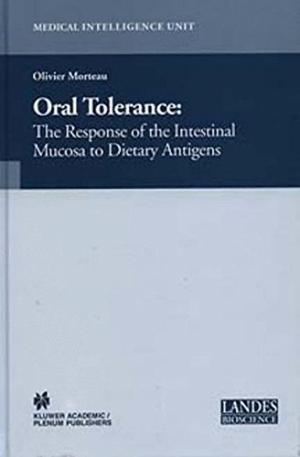 MEDICAL INTELLIGENCE UNIT
Olivier Morteau
Oral Tolerance:
The Response of the Intestinal
Mucosa to Dietary Antigens
KLUWER ACADEMIC /
PLENUM PUBLISHERS
LANDES
BIOSCIENCE